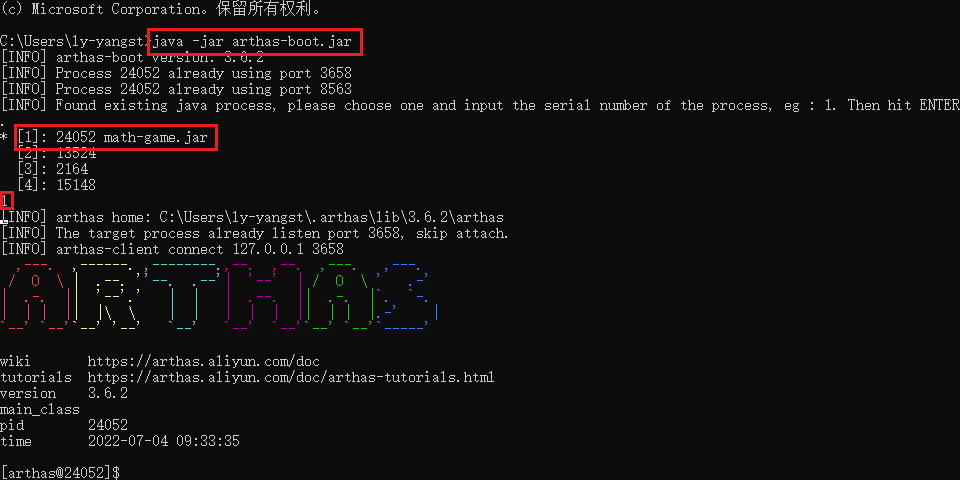 (c) Microsoft Corporation。保留所有权利。
C:\Users\ly-yangst>java -jar arthas-boot.jar
[INFO] arthas-boot version: 3.6.2
[INFO] Process 24052 already using port 3658
[INFO] Process 24052 already using port 8563
[INFO] Found existing java process, please choose one and input the serial number of the process, eg : 1. Then hit ENTER
.
* [1]: 24052 math-game.jar
[2]: 13524
[3]: 2164
[4]: 15148
1
[INFO] arthas home: C:\Users\ly-yangst\.arthas\lib\3.6.2\arthas
[INFO] The target process already listen port 3658, skip attach.
[INFO] arthas-client connect 127.0.0.1 3658
ARTHAS
wiki https://arthas.aliyun.com/doc
tutorials https://arthas.aliyun.com/doc/arthas-tutorials.html
version 3.6.2
main_class
pid 24052
time 2022-07-04 09:33:35
[arthas@24052]$